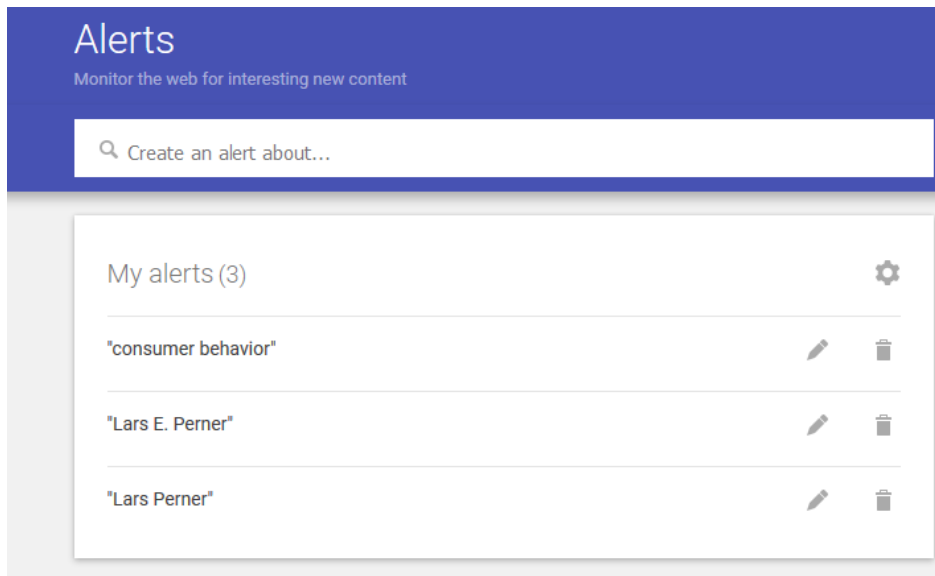 Alerts
Monitor the web for interesting new content
Create an alert about...
My alerts (3)
"consumer behavior"
"Lars E. Perner"
"Lars Perner"